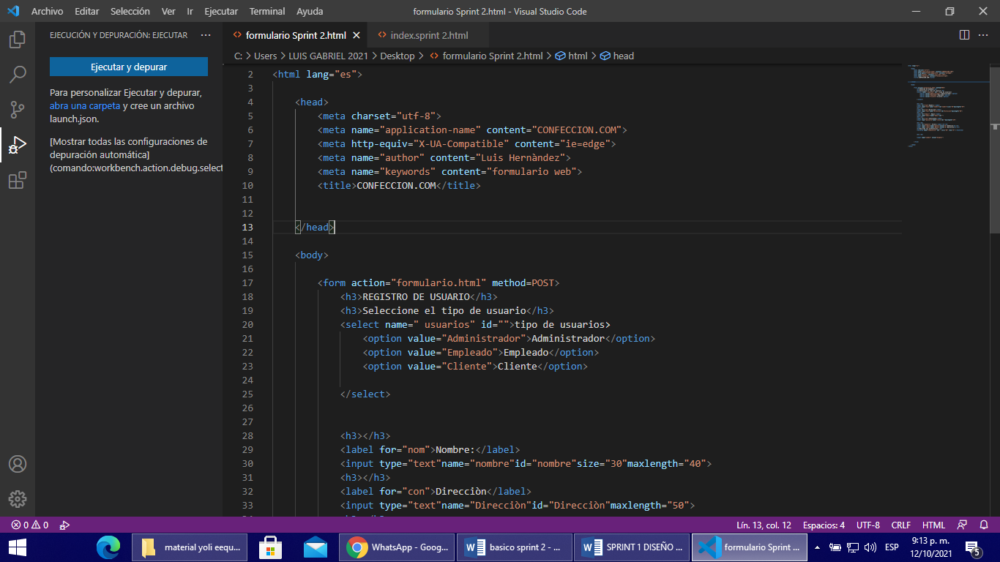 Archivo Editar Selección Ver Ir Ejecutar Terminal Ayuda
formulario Sprint 2.html - Visual Studio Code
EJECUCIÓN Y DEPURACIÓN: EJECUTAR ···
Ejecutar y depurar
Para personalizar Ejecutar y depurar,
abra una carpeta y cree un archivo
launch.json.
[Mostrar todas las configuraciones de
depuración automática]
(comando:workbench.action.debug.select
formulario Sprint 2.html
index.sprint 2.html
C: > Users > LUIS GABRIEL 2021 > Desktop > formulario Sprint 2.html > html > head
2 <html lang="es">
3
4 <head>
5 <meta charset="utf-8">
6 <meta name="application-name" content="CONFECCION.COM">
7 <meta http-equiv="X-UA-Compatible" content="ie=edge">
8 <meta name="author" content="Luis Hernàndez">
9 <meta name="keywords" content="formulario web">
10 <title>CONFECCION.COM</title>
11
12
13 </head>
14
15 <body>
16
17 <form action="formulario.html" method=POST>
18 <h3>REGISTRO DE USUARIO</h3>
19 <h3>Seleccione el tipo de usuario</h3>
20 <select name=" usuarios" id="">tipo de usuarios>
21 <option value="Administrador">Administrador</option>
22 <option value="Empleado">Empleado</option>
23 <option value="Cliente">Cliente</option>
24
25 </select>
26
27
28 <h3></h3>
29 <label for="nom">Nombre:</label>
30 <input type="text"name="nombre"id="nombre"size="30"maxlength="40">
31 <h3></h3>
32 <label for="con">Direcciòn</label>
33 <input type="text"name="Direcciòn"id="Direcciòn"maxlength="50">
0 0
Lín. 13, col. 12 Espacios: 4 UTF-8 CRLF HTML
material yoli eequ...
WhatsApp - Goog...
basico sprint 2 - ...
SPRINT 1 DISEÑO ...
formulario Sprint ...
ESP
9:13 p. m.
12/10/2021
5